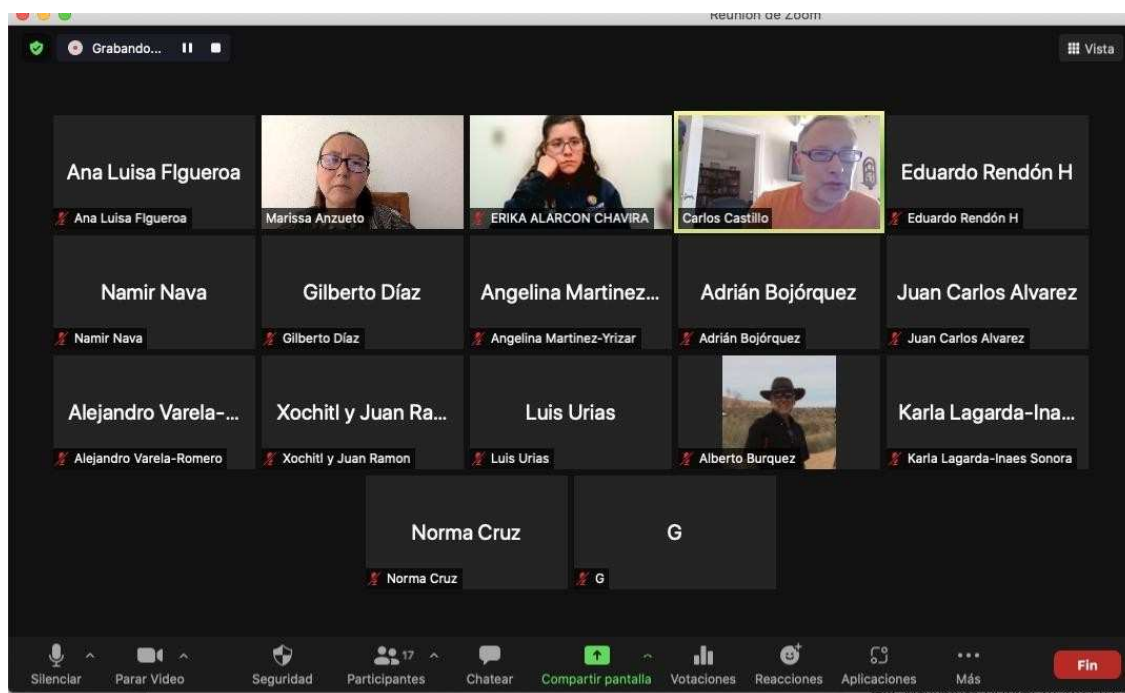 Reunión de Zoom
Grabando...
Vista
Ana Luisa FIgueroa
Eduardo Rendón H
Ana Luisa FIgueroa
Marissa Anzueto
ERIKA ALARCON CHAVIRA
Carlos Castillo
Eduardo Rendón H
Namir Nava
Gilberto Díaz
Angelina Martinez...
Adrián Bojórquez
Juan Carlos Alvarez
Namir Nava
Gilberto Díaz
Angelina Martinez-Yrizar
Adrián Bojórquez
Juan Carlos Alvarez
Alejandro Varela-...
Xochitl y Juan Ra...
Luis Urias
Karla Lagarda-Ina...
Alejandro Varela-Romero
Xochitl y Juan Ramon
Luis Urias
Alberto Burquez
Karla Lagarda-Inaes Sonora
Norma Cruz
G
Norma Cruz
G
17
Silenciar
Parar Video
Seguridad
Participantes
Chatear
Compartir pantalla
Votaciones
Reacciones
Aplicaciones
Más
Fin